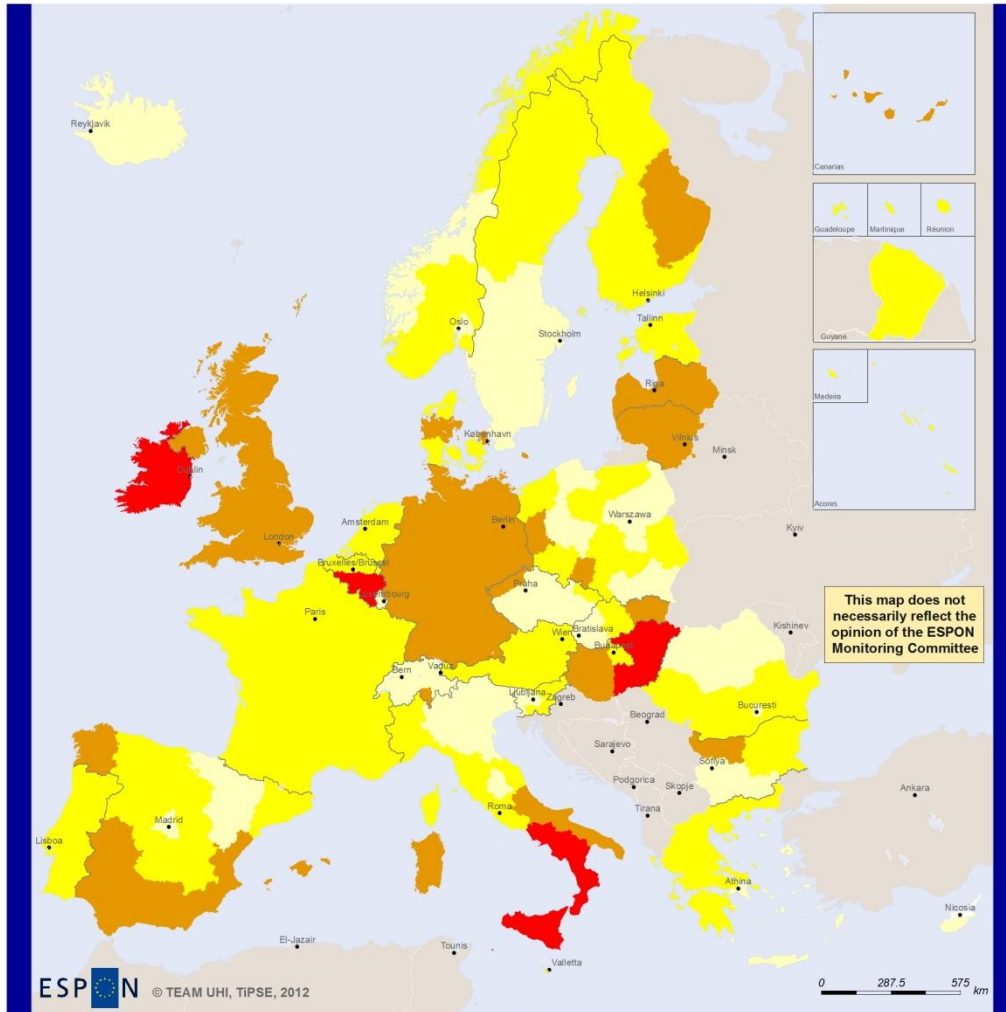 Reykjavik
Canarias
Guadeloupe
Martinique
Réunion
Guyane
Madeira
Acores
Helsinki
Tallinn
Oslo
Stockholm
Riga
København
Vilnius
Minsk
Dublin
London
Amsterdam
Berlin
Warszawa
Kyiv
Bruxelles/Brussel
Praha
Paris
Wien
Bratislava
Kishinev
This map does not
necessarily reflect the
opinion of the ESPON
Monitoring Committee
Budapest
Bern
Vaduz
Ljubljana
Zagreb
Beograd
Bucuresti
Sarajevo
Sofiya
Podgorica
Skopje
Ankara
Tirana
Roma
Madrid
Lisboa
Athina
Nicosia
El-Jazair
Tounis
Valletta
ESPON © TEAM UHI, TiPSE, 2012
0 287.5 575
km